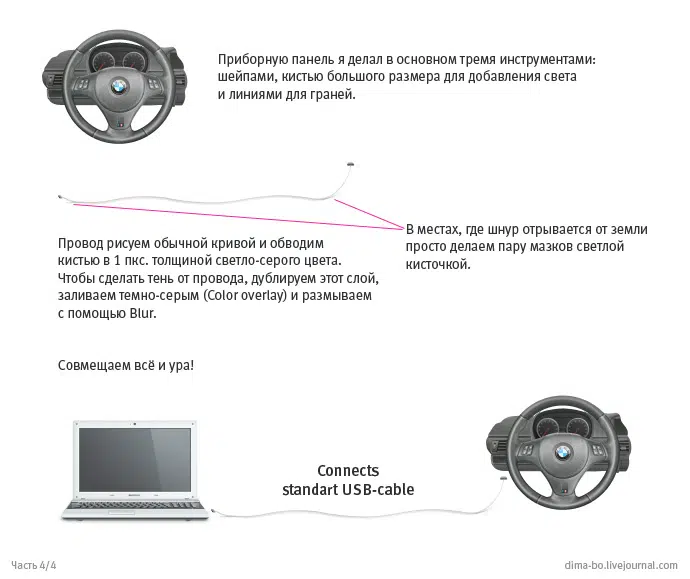 Приборную панель я делал в основном тремя инструментами:
шейпами, кистью большого размера для добавления света
и линиями для граней.
В местах, где шнур отрывается от земли
просто делаем пару мазков светлой
кисточкой.
Провод рисуем обычной кривой и обводим
кистью в 1 пкс. толщиной светло-серого цвета.
Чтобы сделать тень от провода, дублируем этот слой,
заливаем темно-серым (Color overlay) и размываем
с помощью Blur.
Совмещаем всё и ура!
Connects
standart USB-cable
Часть 4/4
dima-bo.livejournal.com